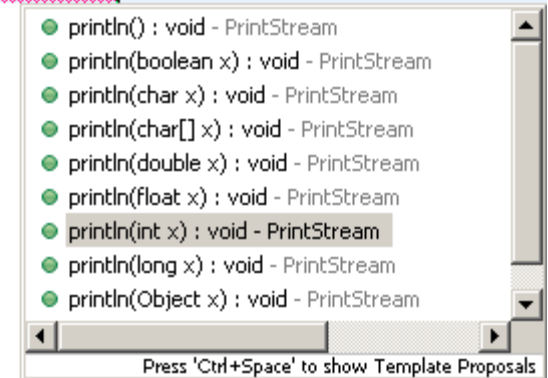 println() : void - PrintStream
println(boolean x) : void - PrintStream
println(char x) : void - PrintStream
println(char[] x) : void - PrintStream
println(double x) : void - PrintStream
println(float x) : void - PrintStream
println(int x) : void - PrintStream
println(long x) : void - PrintStream
println(Object x) : void - PrintStream
Press 'Ctrl+Space' to show Template Proposals